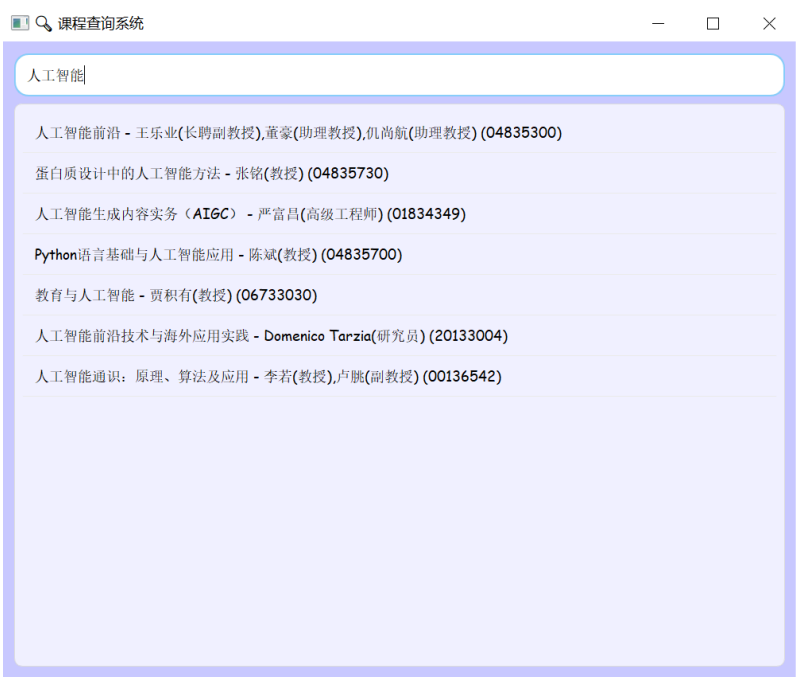 课程查询系统
人工智能
人工智能前沿 - 王乐业(长聘副教授),董豪(助理教授),仉尚航(助理教授) (04835300)
蛋白质设计中的人工智能方法 - 张铭(教授) (04835730)
人工智能生成内容实务（AIGC） - 严富昌(高级工程师) (01834349)
Python语言基础与人工智能应用 - 陈斌(教授) (04835700)
教育与人工智能 - 贾积有(教授) (06733030)
人工智能前沿技术与海外应用实践 - Domenico Tarzia(研究员) (20133004)
人工智能通识：原理、算法及应用 - 李若(教授),卢朓(副教授) (00136542)